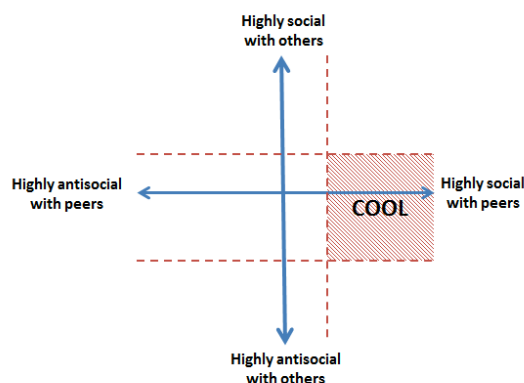 Highly social
with others
Highly antisocial
with peers
Highly social
with peers
COOL
Highly antisocial
with others